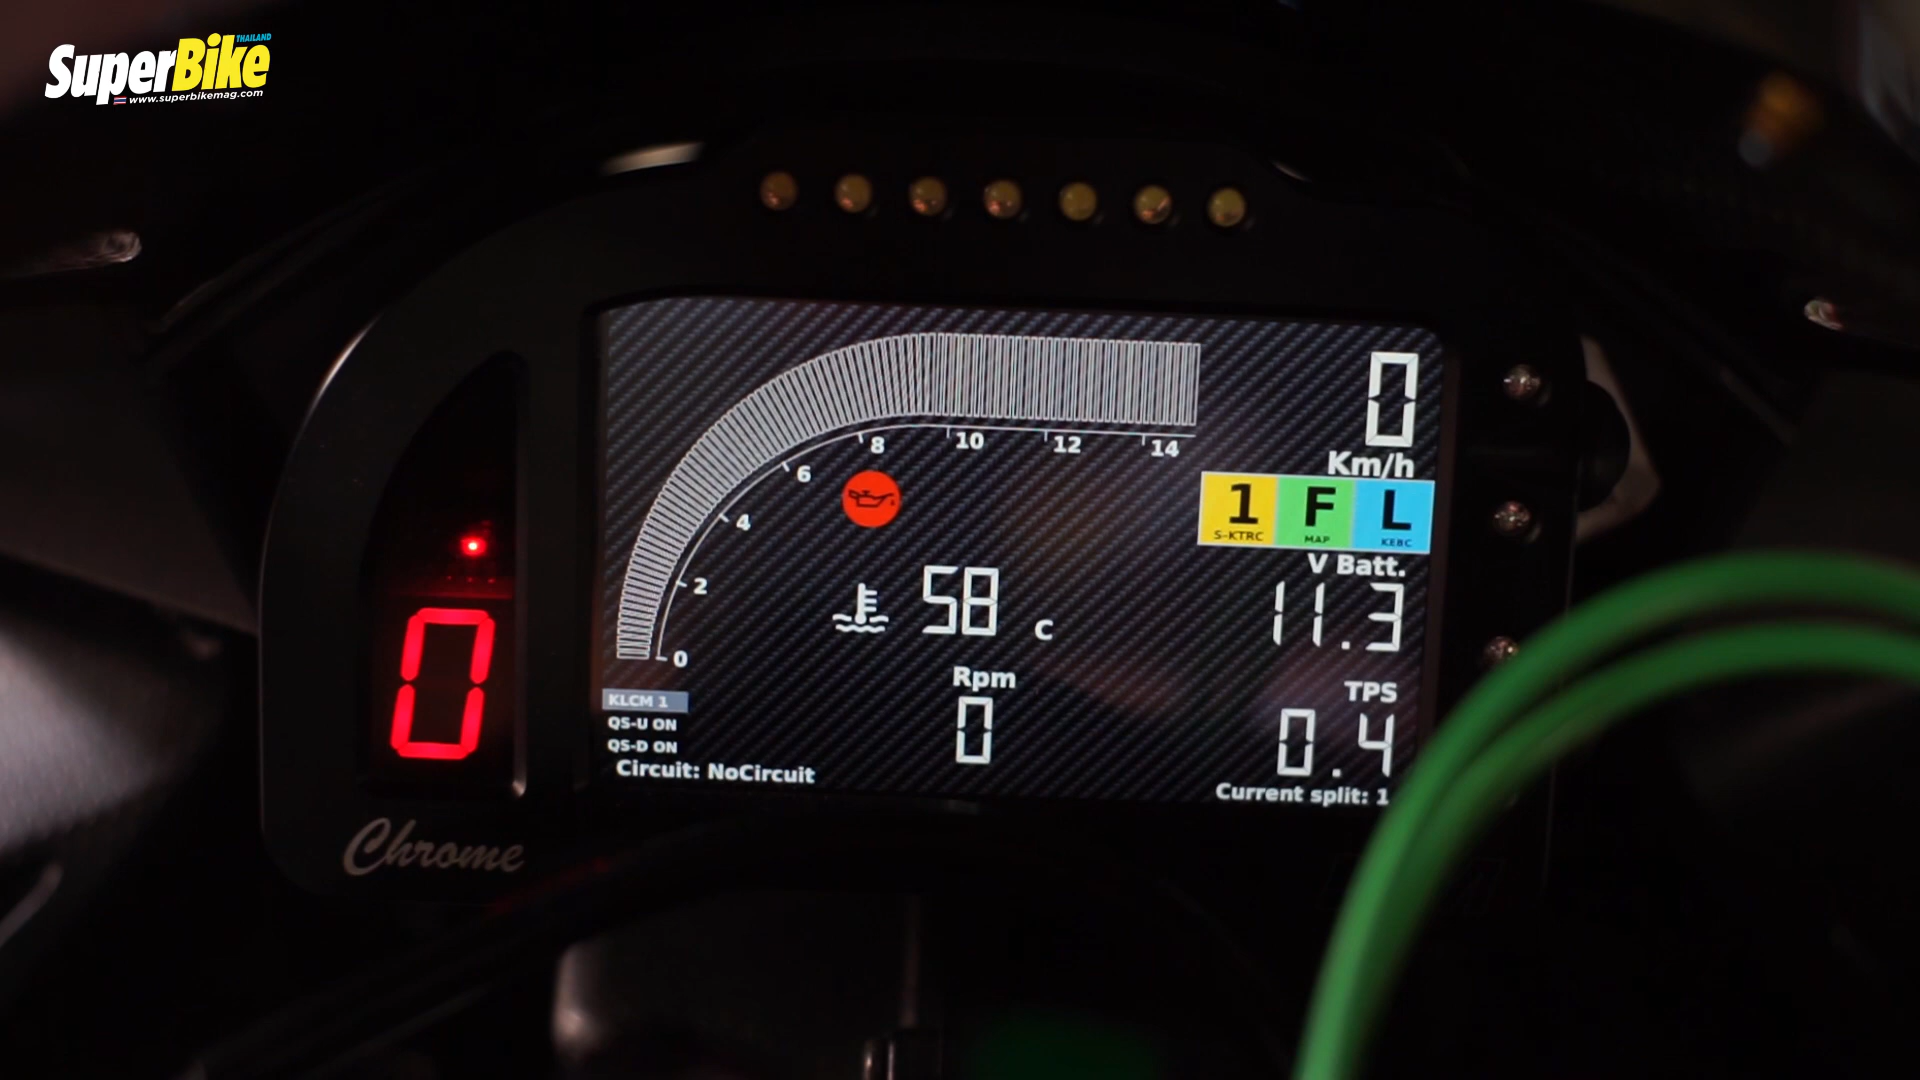 SuperBike THAILAND
www.superbikemag.com
0
Km/h
0 2 4 6 8 10 12 14
1 F L
S-KTRC MAP KEBC
V Batt.
11.3
58 C
Rpm
0
TPS
0.4
0
KLCM 1
QS-U ON
QS-D ON
Circuit: NoCircuit
Current split: 1
Chrome